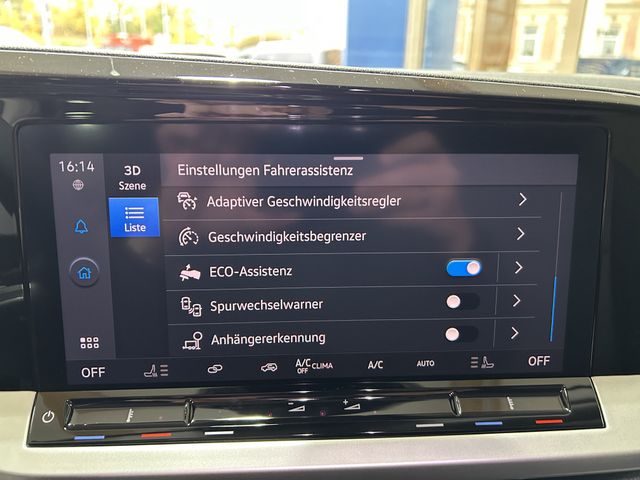 16:14
3D
Szene
Liste
Einstellungen Fahrerassistenz
Adaptiver Geschwindigkeitsregler
Geschwindigkeitsbegrenzer
ECO-Assistenz
Spurwechselwarner
Anhängererkennung
OFF
A/C
OFF CLIMA
A/C
AUTO
OFF
- +